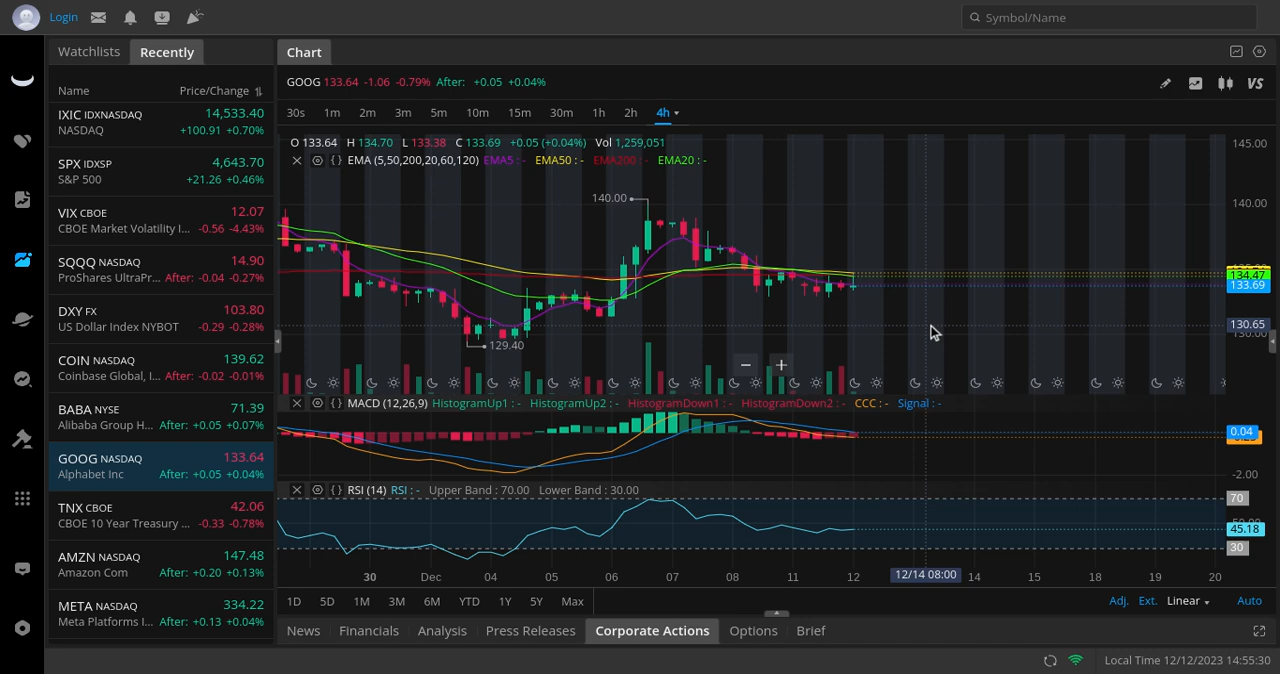 Login
Symbol/Name
Watchlists Recently
Name Price/Change
IXIC IDXNASDAQ 14,533.40
NASDAQ +100.91 +0.70%
SPX IDXSP 4,643.70
S&P 500 +21.26 +0.46%
VIX CBOE 12.07
CBOE Market Volatility I... -0.56 -4.43%
SQQQ NASDAQ 14.90
ProShares UltraPr... After: -0.04 -0.27%
DXY FX 103.80
US Dollar Index NYBOT -0.29 -0.28%
COIN NASDAQ 139.62
Coinbase Global, I... After: -0.02 -0.01%
BABA NYSE 71.39
Alibaba Group H... After: +0.05 +0.07%
GOOG NASDAQ 133.64
Alphabet Inc After: +0.05 +0.04%
TNX CBOE 42.06
CBOE 10 Year Treasury ... -0.33 -0.78%
AMZN NASDAQ 147.48
Amazon Com After: +0.20 +0.13%
META NASDAQ 334.22
Meta Platforms I... After: +0.13 +0.04%
Chart
GOOG 133.64 -1.06 -0.79% After: +0.05 +0.04%
VS
30s 1m 2m 3m 5m 10m 15m 30m 1h 2h 4h
O 133.64 H 134.70 L 133.38 C 133.69 +0.05 (+0.04%) Vol 1,259,051
EMA (5,50,200,20,60,120) EMA5 : - EMA50 : - EMA200 : - EMA20 : -
145.00
140.00
140.00
134.47
133.69
130.65
130.00
129.40
MACD (12,26,9) HistogramUp1 : - HistogramUp2 : - HistogramDown1 : - HistogramDown2 : - CCC : - Signal : -
0.04
-2.00
RSI (14) RSI : - Upper Band : 70.00 Lower Band : 30.00
70
45.18
30
30 Dec 04 05 06 07 08 11 12 12/14 08:00 14 15 18 19 20
1D 5D 1M 3M 6M YTD 1Y 5Y Max
Adj. Ext. Linear Auto
News Financials Analysis Press Releases Corporate Actions Options Brief
Local Time 12/12/2023 14:55:30